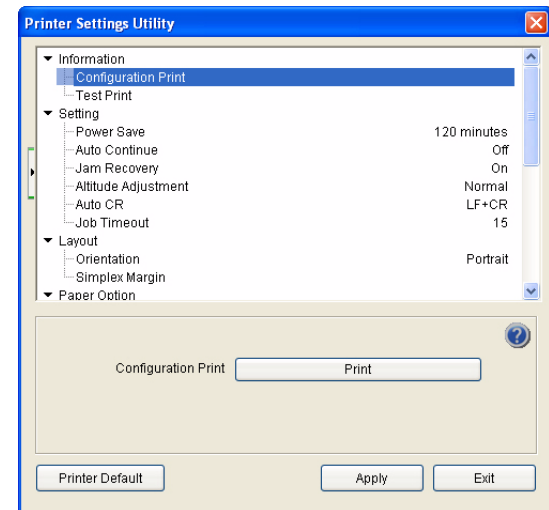 Printer Settings Utility
Information
Configuration Print
Test Print
Setting
Power Save 120 minutes
Auto Continue Off
Jam Recovery On
Altitude Adjustment Normal
Auto CR LF+CR
Job Timeout 15
Layout
Orientation Portrait
Simplex Margin
Paper Option
?
Configuration Print Print
Printer Default Apply Exit